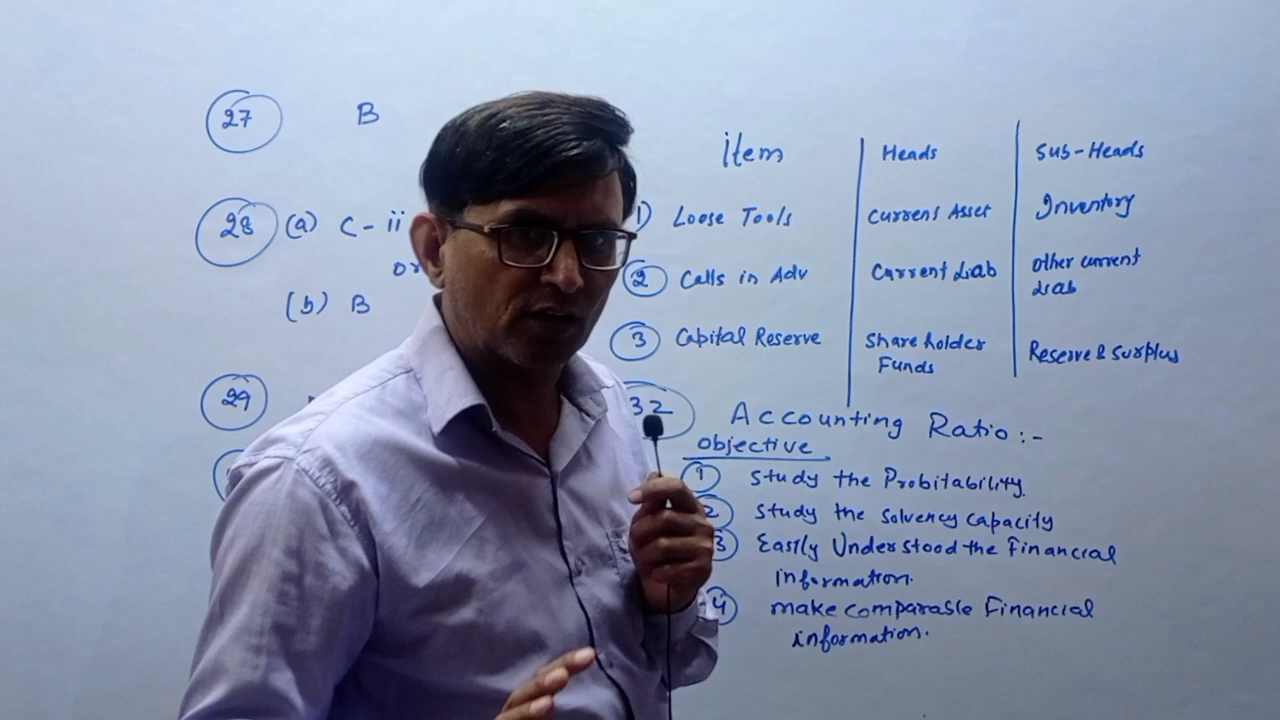 27 B
28 (a) C - ii
or
(b) B
29
Item Heads Sub-Heads
1) Loose Tools Current Asset Inventory
2 Calls in Adv Current Liab Other current
Liab
3 Capital Reserve Shareholder
Funds Reserve & Surplus
32 Accounting Ratio :-
Objective
1 Study the Probitability.
2 Study the Solvency Capacity
3 Easily Understood the Financial
information.
4 make comparable Financial
information.